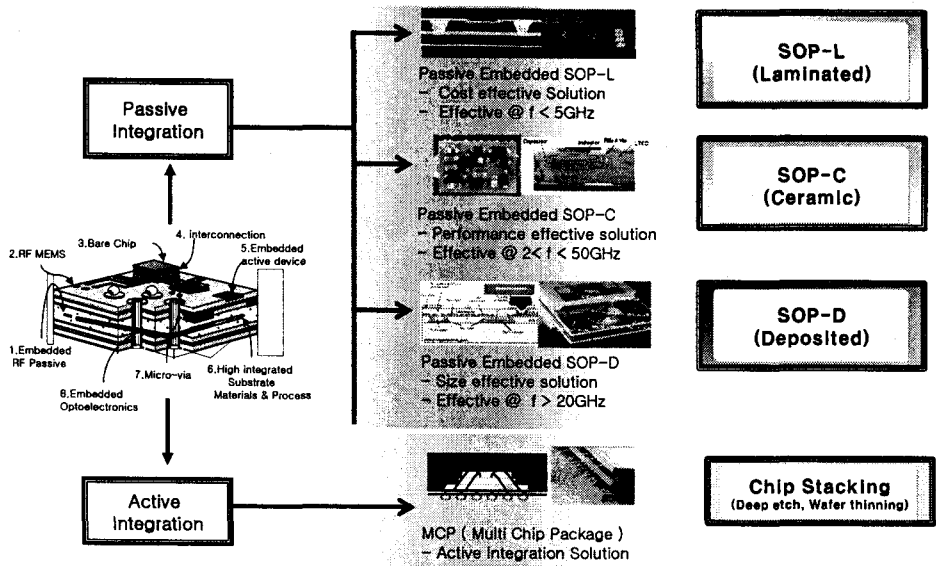 Passive
Integration
Passive Embedded SOP-L
- Cost effective Solution
- Effective @ f < 5GHz
SOP-L
(Laminated)
Inductor
LTCC
Passive Embedded SOP-C
- Performance effective solution
- Effective @ 2< f < 50GHz
SOP-C
(Ceramic)
3.Bare Chip
4. interconnection
2.RF MEMS
5.Embedded
active device
1.Embedded
RF Passive
7.Micro-via
6.High integrated
Substrate
Materials & Process
8.Embedded
Optoelectronics
Passive Embedded SOP-D
- Size effective solution
- Effective @ f > 20GHz
SOP-D
(Deposited)
Active
Integration
MCP ( Multi Chip Package )
- Active Integration Solution
Chip Stacking
(Deep etch, Wafer thinning)